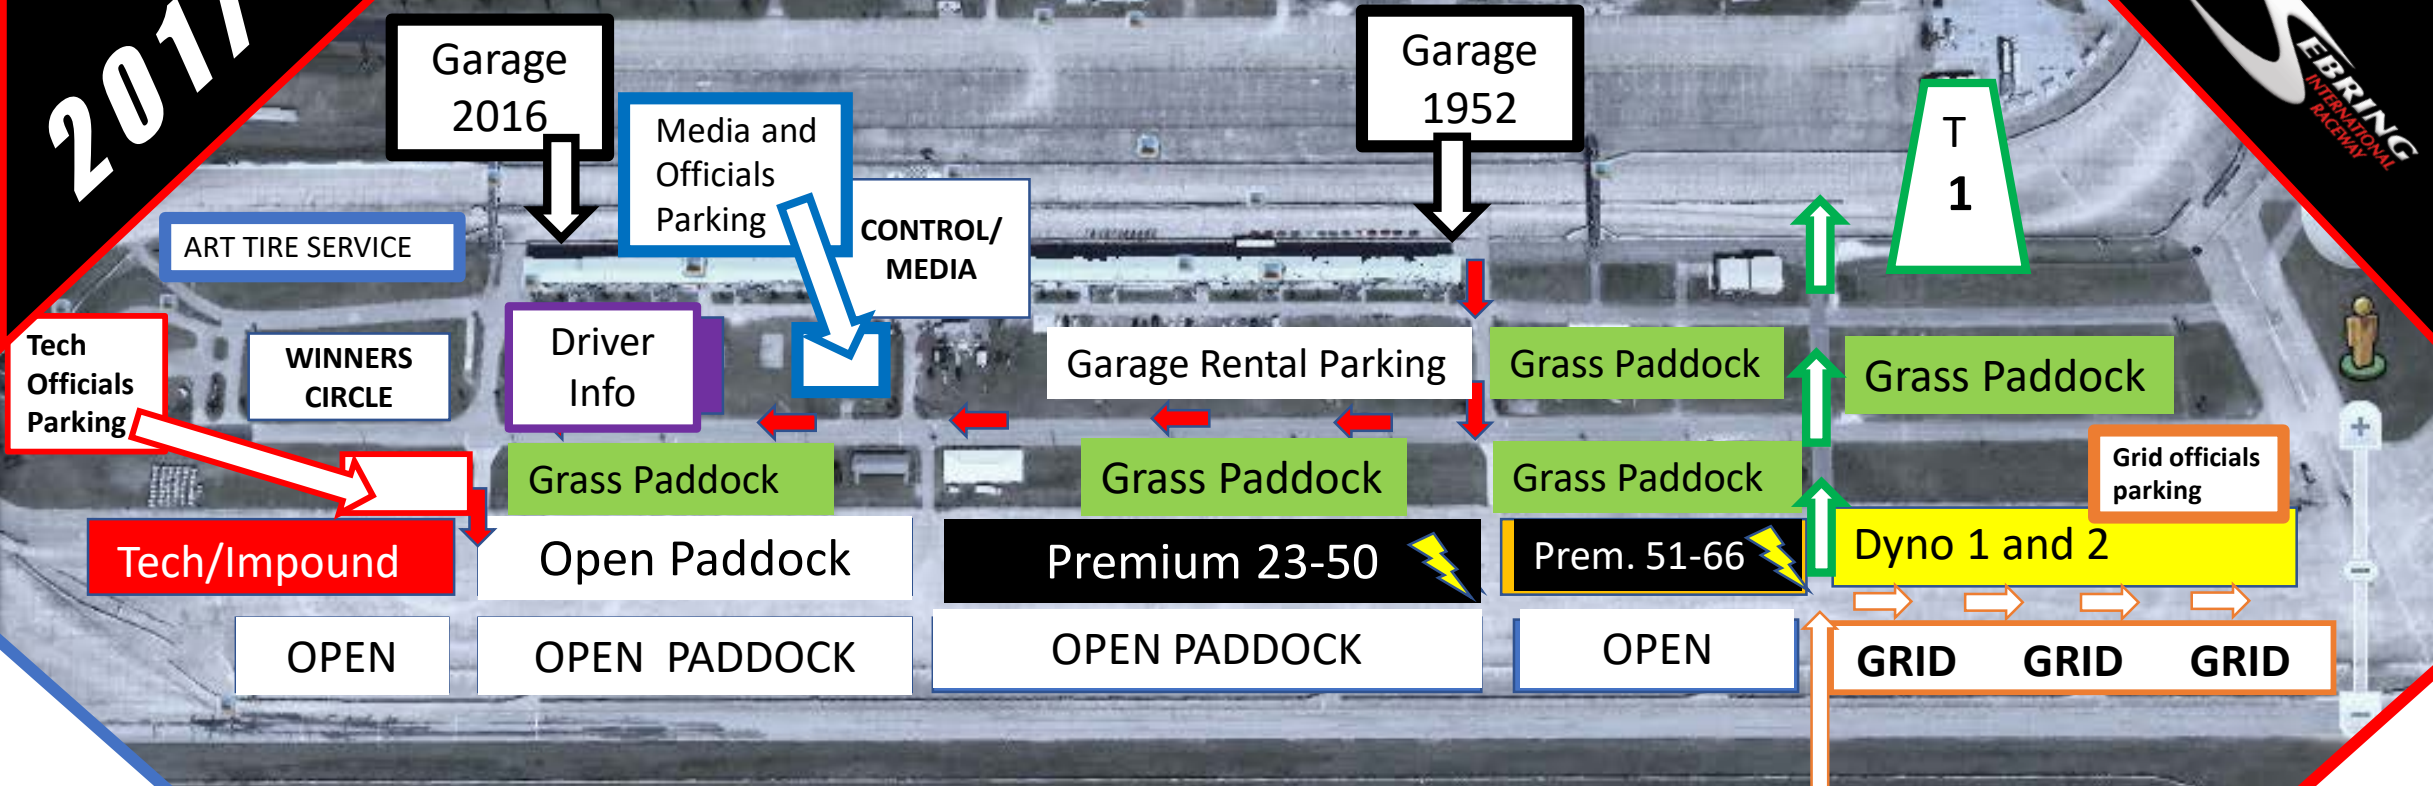 2017
Garage
2016
Media and
Officials
Parking
Garage
1952
T
1
SEBRING
INTERNATIONAL
RACEWAY
ART TIRE SERVICE
CONTROL/
MEDIA
Tech
Officials
Parking
WINNERS
CIRCLE
Driver
Info
Garage Rental Parking
Grass Paddock
Grass Paddock
Grass Paddock
Grass Paddock
Grass Paddock
Grid officials
parking
Tech/Impound
Open Paddock
Premium 23-50
Prem. 51-66
Dyno 1 and 2
OPEN
OPEN PADDOCK
OPEN PADDOCK
OPEN
GRID GRID GRID